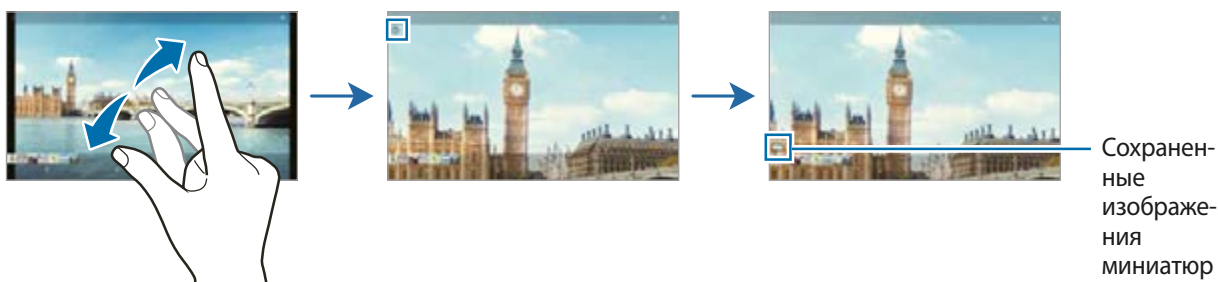 Сохранен-
ные
изображе-
ния
миниатюр